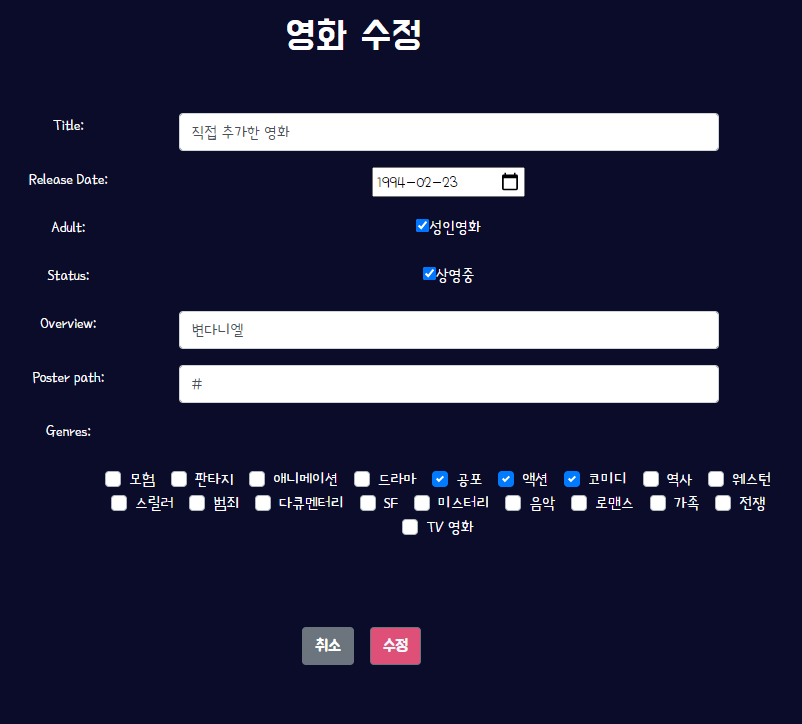 영화 수정
Title:
직접 추가한 영화
Release Date:
1994-02-23
Adult:
성인영화
Status:
상영중
Overview:
변다니엘
Poster path:
#
Genres:
모험 판타지 애니메이션 드라마 공포 액션 코미디 역사 웨스턴
스릴러 범죄 다큐멘터리 SF 미스터리 음악 로맨스 가족 전쟁
TV 영화
취소 수정